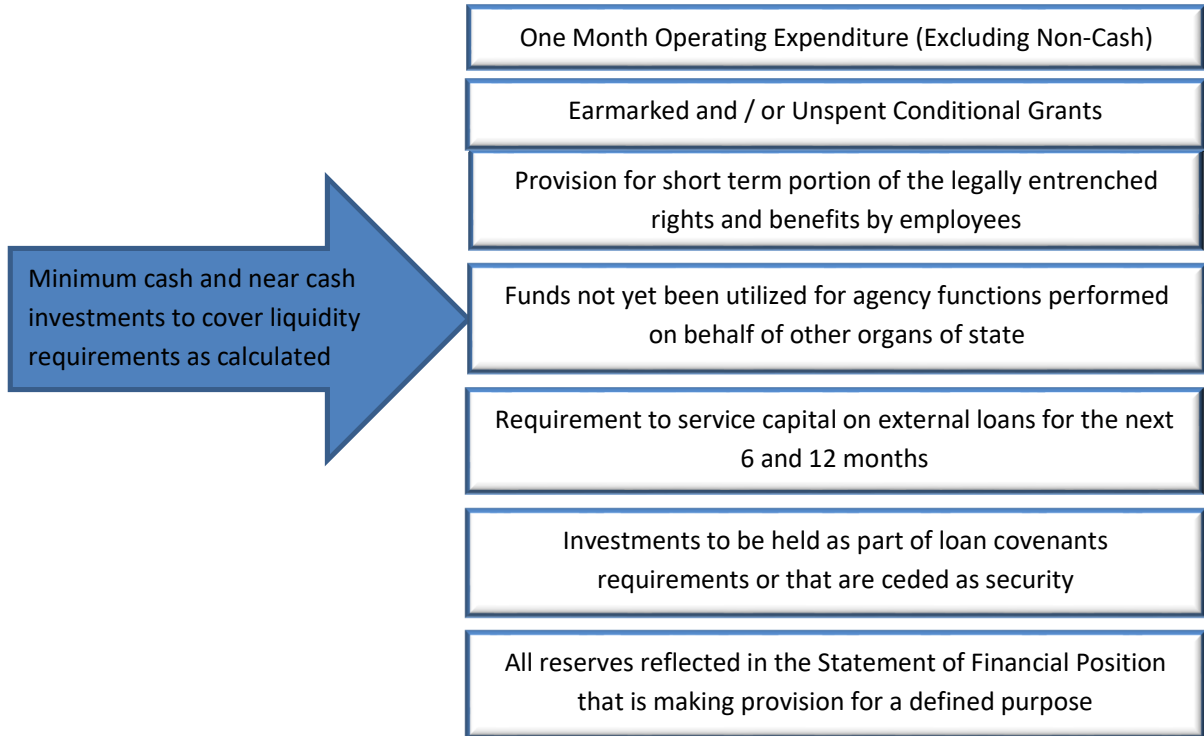 One Month Operating Expenditure (Excluding Non-Cash)
Earmarked and / or Unspent Conditional Grants
Provision for short term portion of the legally entrenched
rights and benefits by employees
Minimum cash and near cash
investments to cover liquidity
requirements as calculated
Funds not yet been utilized for agency functions performed
on behalf of other organs of state
Requirement to service capital on external loans for the next
6 and 12 months
Investments to be held as part of loan covenants
requirements or that are ceded as security
All reserves reflected in the Statement of Financial Position
that is making provision for a defined purpose